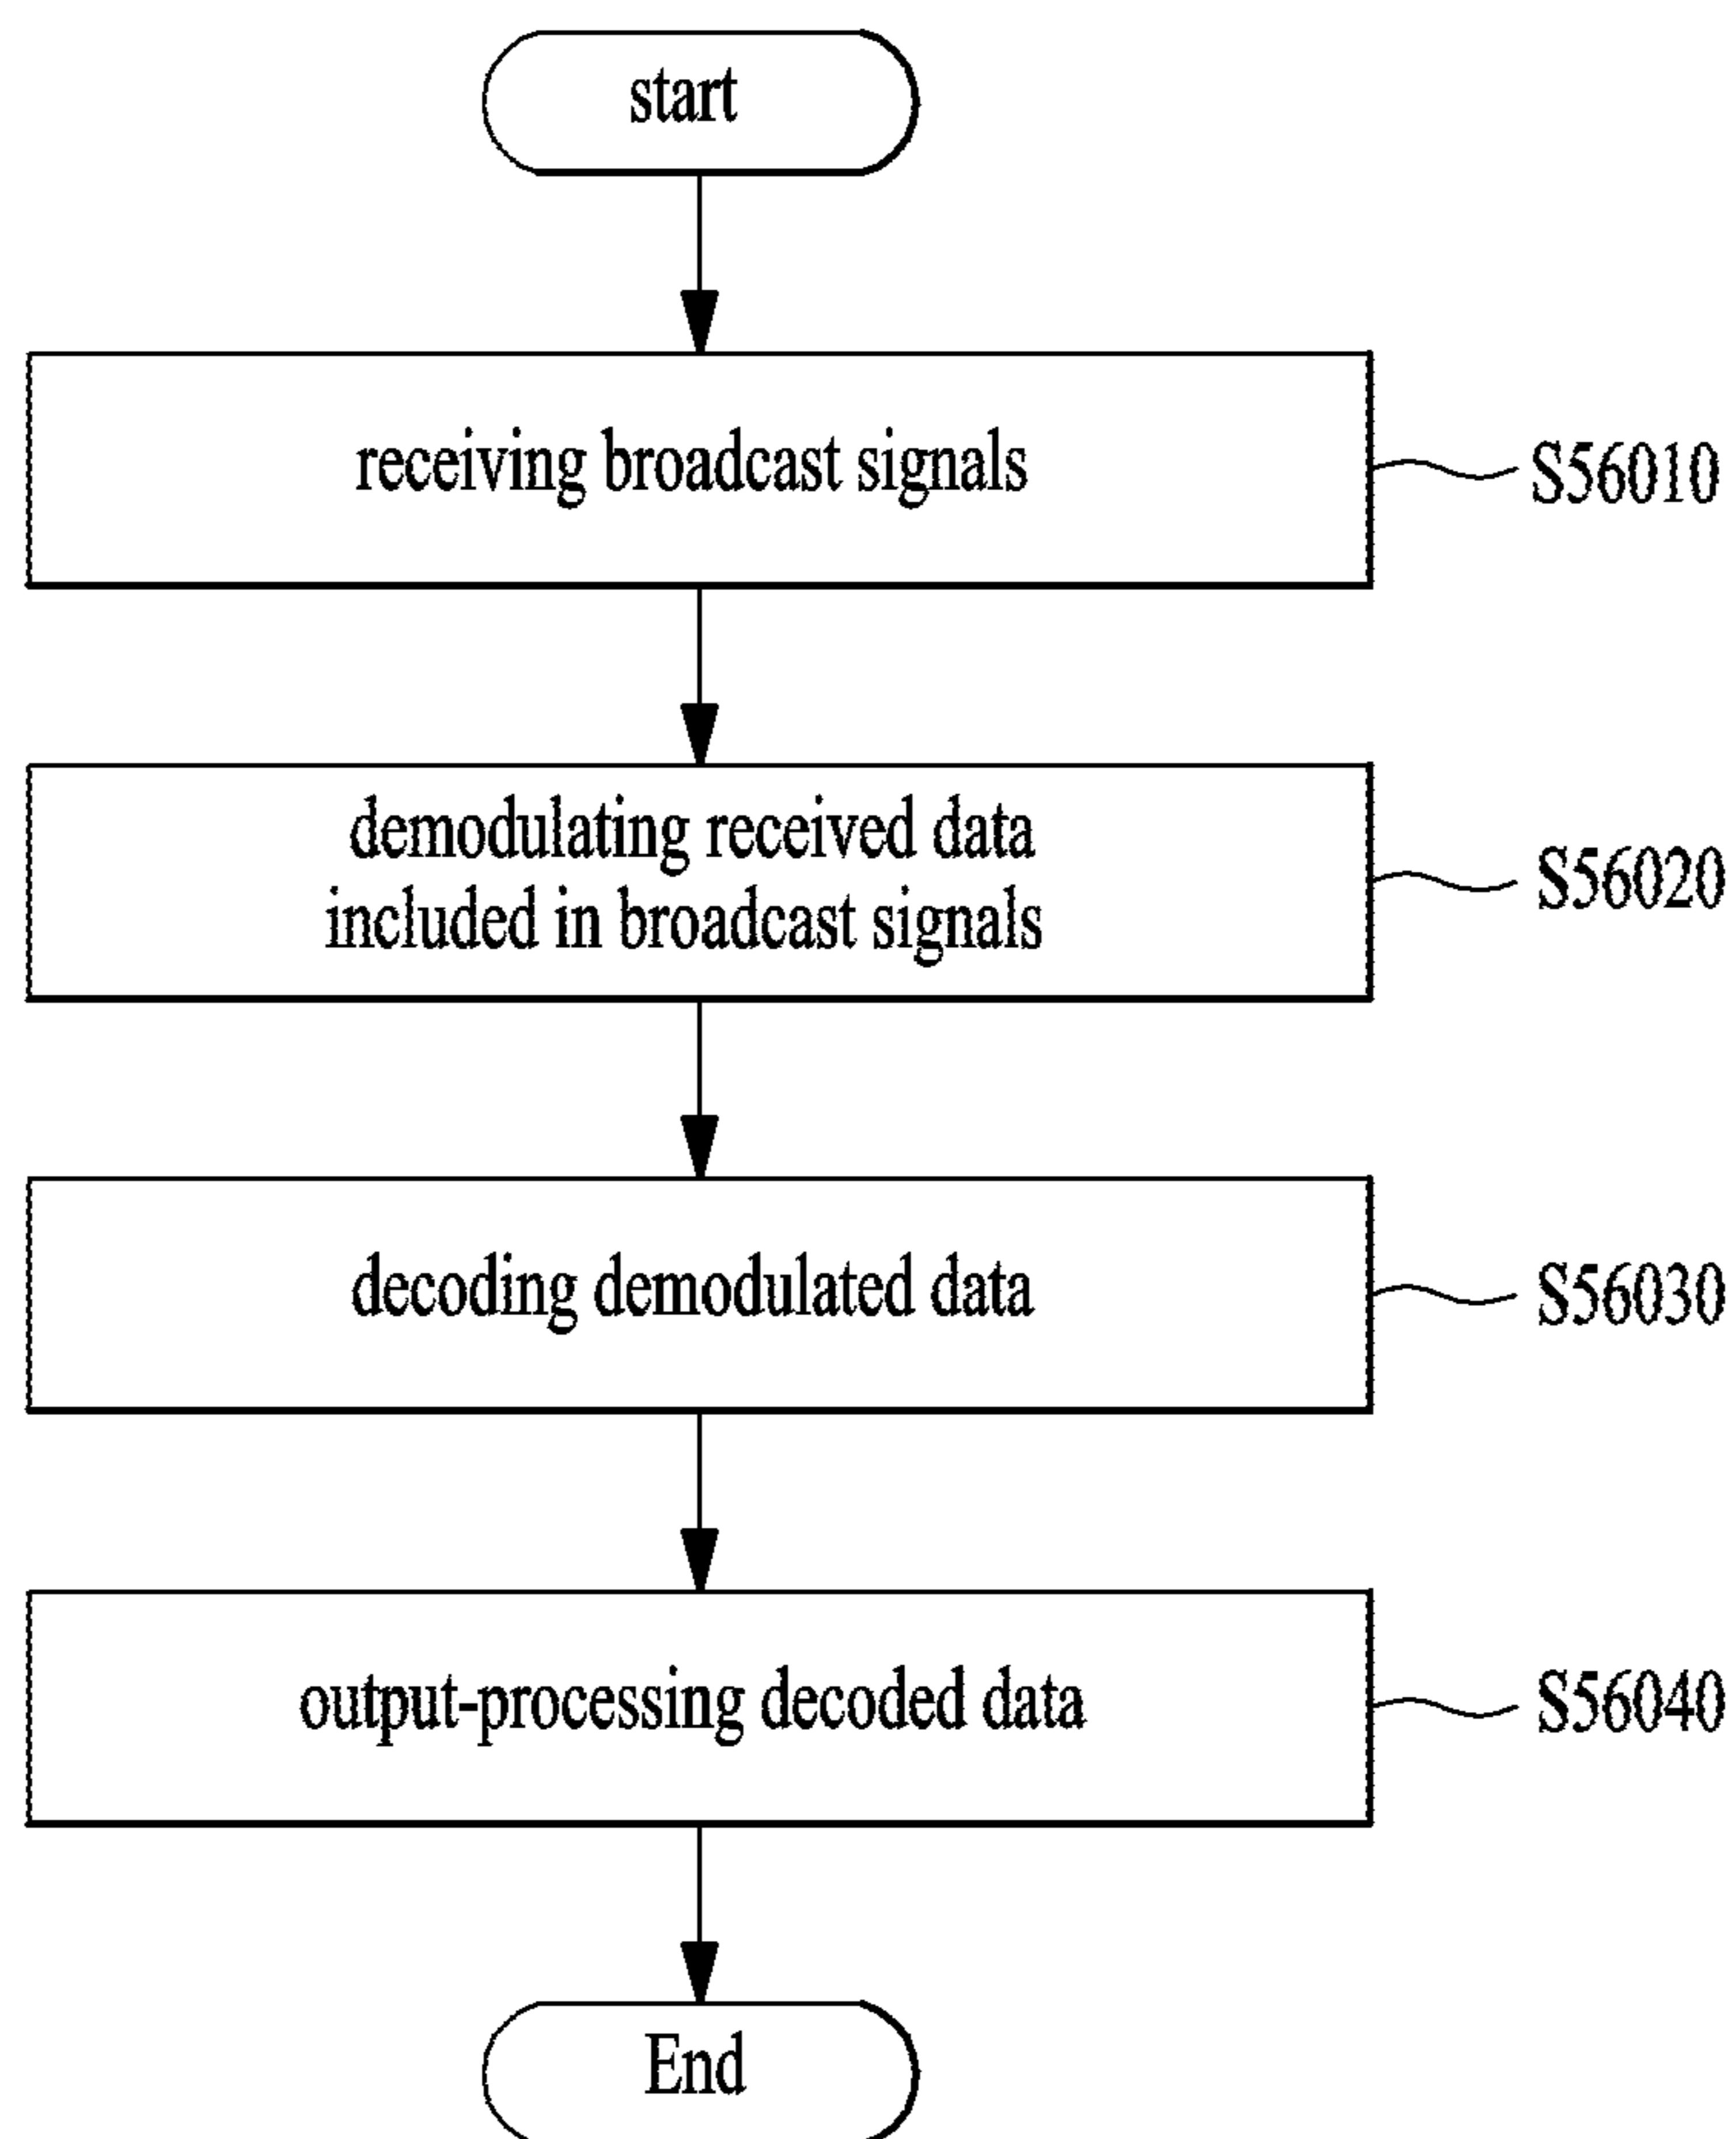 start
receiving broadcast signals
S56010
demodulating received data
included in broadcast signals
S56020
decoding demodulated data
S56030
output-processing decoded data
S56040
End